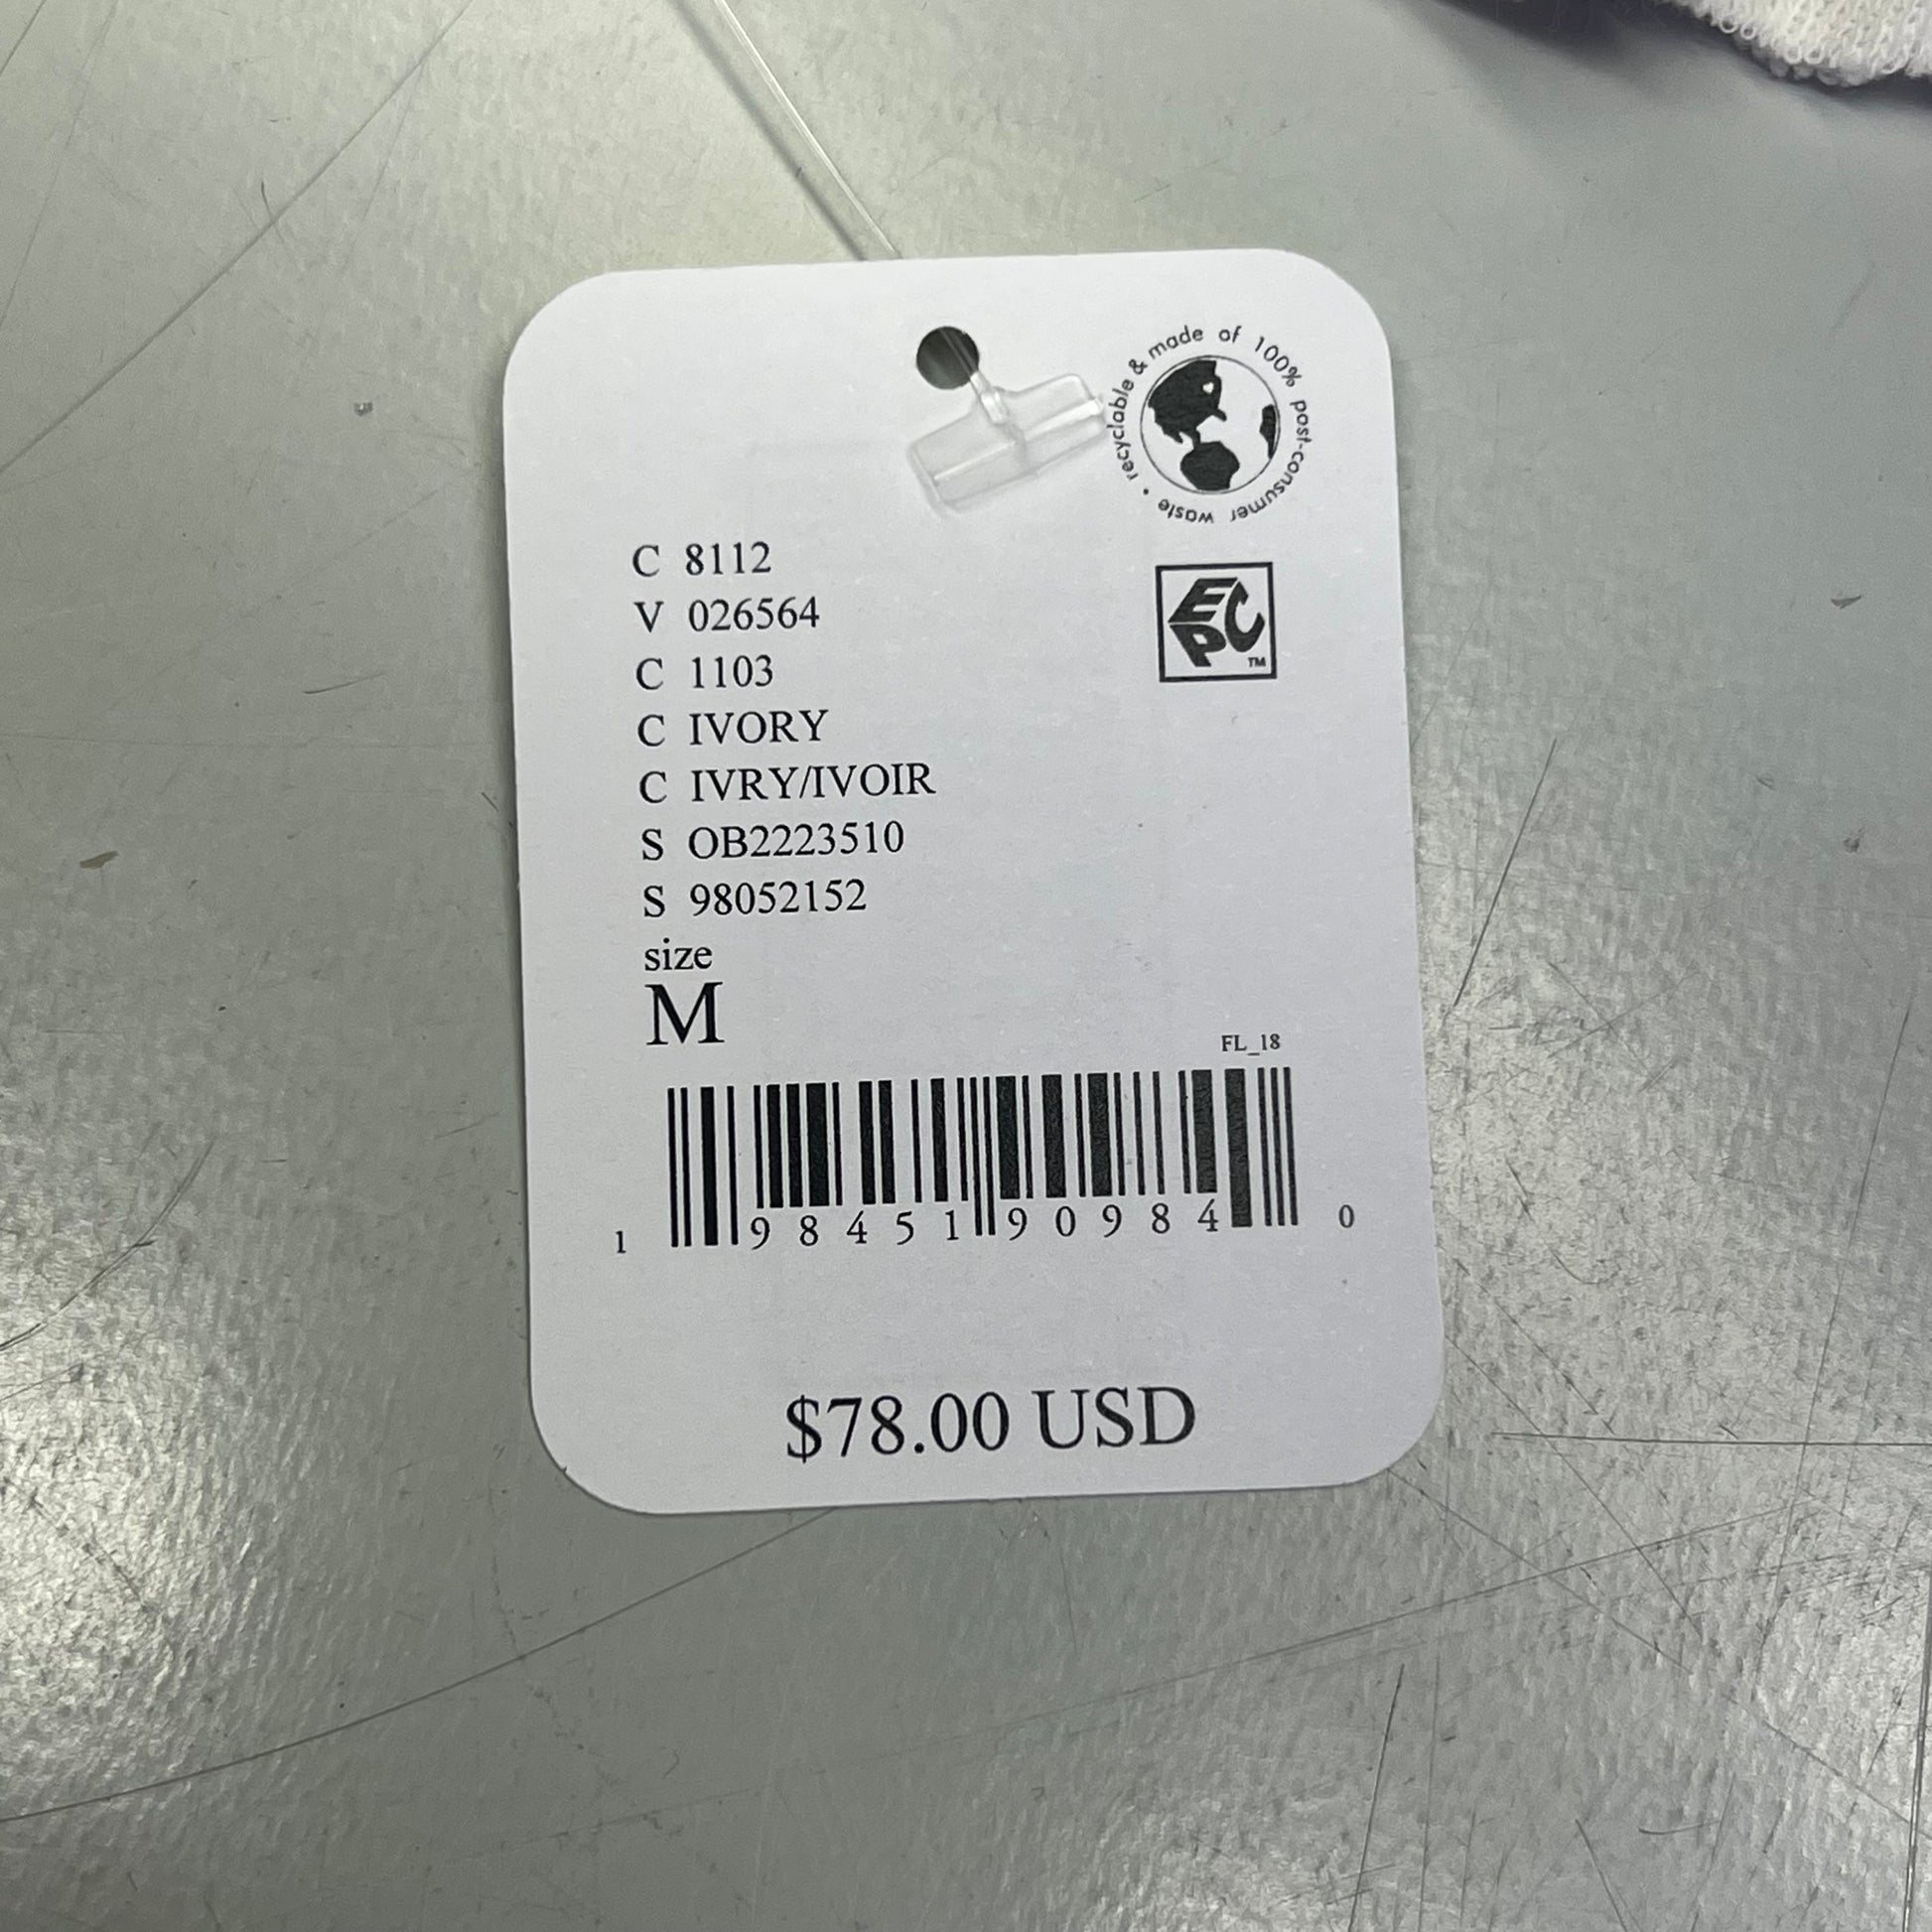 recyclable & made of 100% post-consumer waste •
EPC
TM
C 8112
V 026564
C 1103
C IVORY
C IVRY/IVOIR
S OB2223510
S 98052152
size
M
FL_18
1 98451 90984 0
$78.00 USD